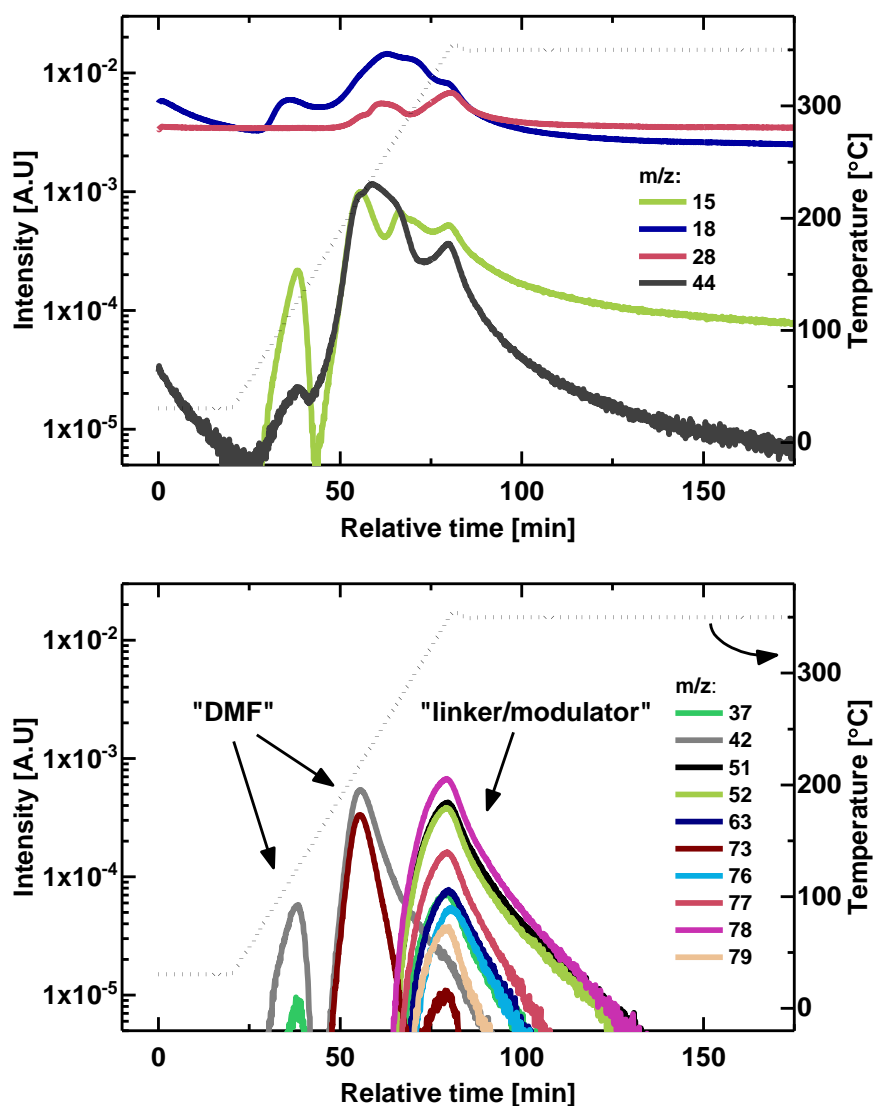 1x10-2
1x10-3
1x10-4
1x10-5
Intensity [A.U]
300
200
100
0
Temperature [°C]
m/z:
15
18
28
44
0 50 100 150
Relative time [min]
1x10-2
1x10-3
1x10-4
1x10-5
Intensity [A.U]
300
200
100
0
Temperature [°C]
"DMF" "linker/modulator"
m/z:
37
42
51
52
63
73
76
77
78
79
0 50 100 150
Relative time [min]